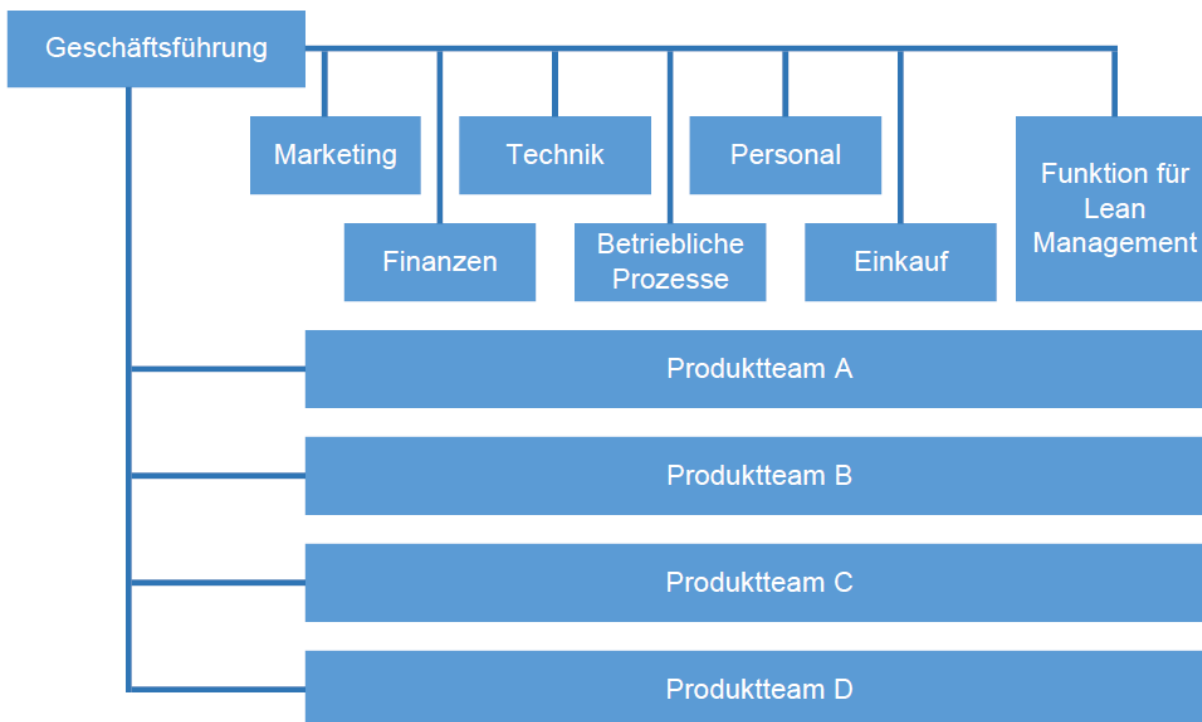 Geschäftsführung
Marketing
Technik
Personal
Funktion für
Lean
Management
Finanzen
Betriebliche
Prozesse
Einkauf
Produktteam A
Produktteam B
Produktteam C
Produktteam D